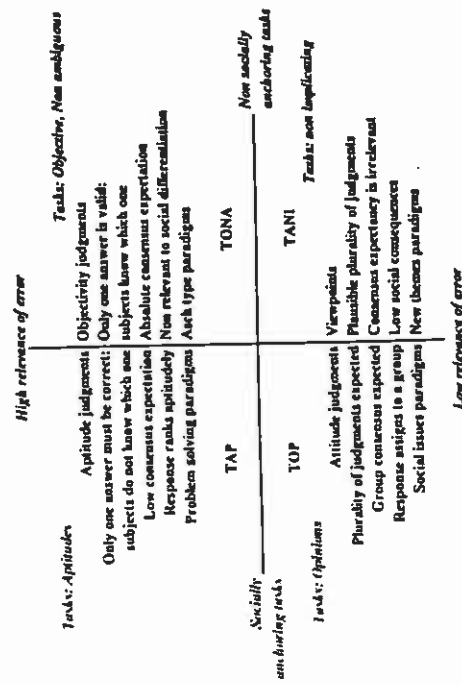 High relevance of error
Tasks: Aptitudes
Aptitude judgments
Only one answer must be correct:
subjects do not know which one
Low consensus expectation
Response ranks aptitudely
Problem solving paradigms
TAP
Tasks: Objective, Non ambiguous
Objectivity judgments
Only one answer is valid:
subjects know which one
Absolute consensus expertation
Non relevant to social differentiation
Asch type paradigms
TONA
Socially
anchoring tasks
Non socially
anchoring tasks
Tasks: Opinions
TOP
Attitude judgments
Plurality of judgments expected
Group consensus expected
Response assigns to a group
Social issues paradigms
TANI
Tasks: non implicating
Viewpoints
Plausible plurality of judgments
Consensus expectancy is irrelevant
Low social consequences
New themes paradigms
Low relevance of error